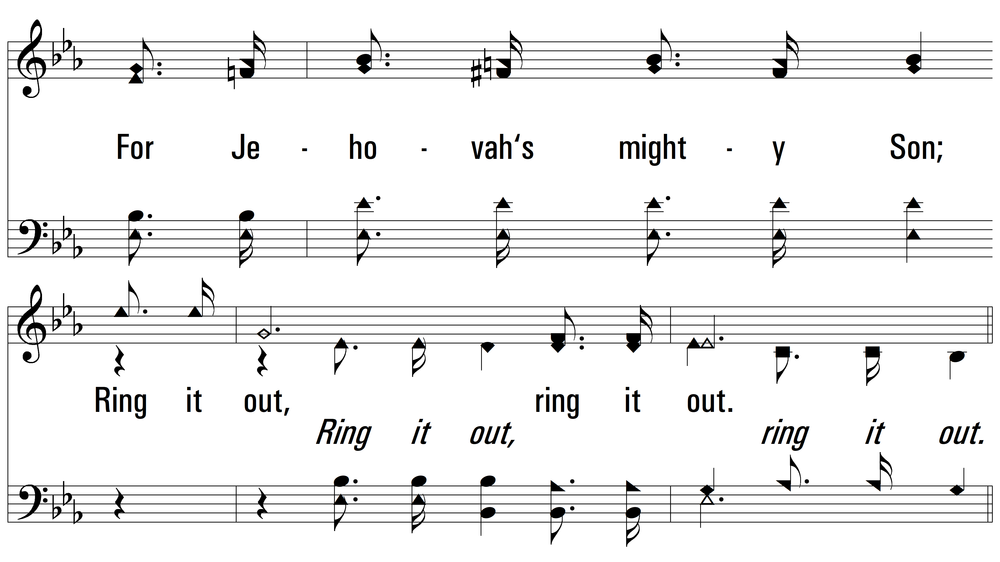 For Je - ho - vah‘s might - y Son;
Ring it out, ring it out.
Ring it out, ring it out.